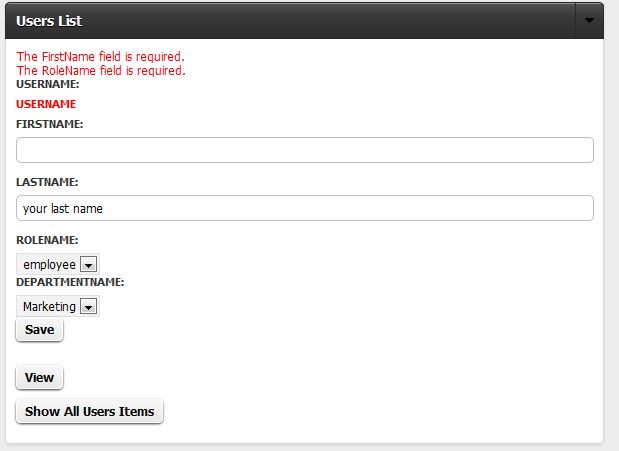 Users List
The FirstName field is required.
The RoleName field is required.
USERNAME:
USERNAME
FIRSTNAME:
LASTNAME:
your last name
ROLENAME:
employee
DEPARTMENTNAME:
Marketing
Save
View
Show All Users Items